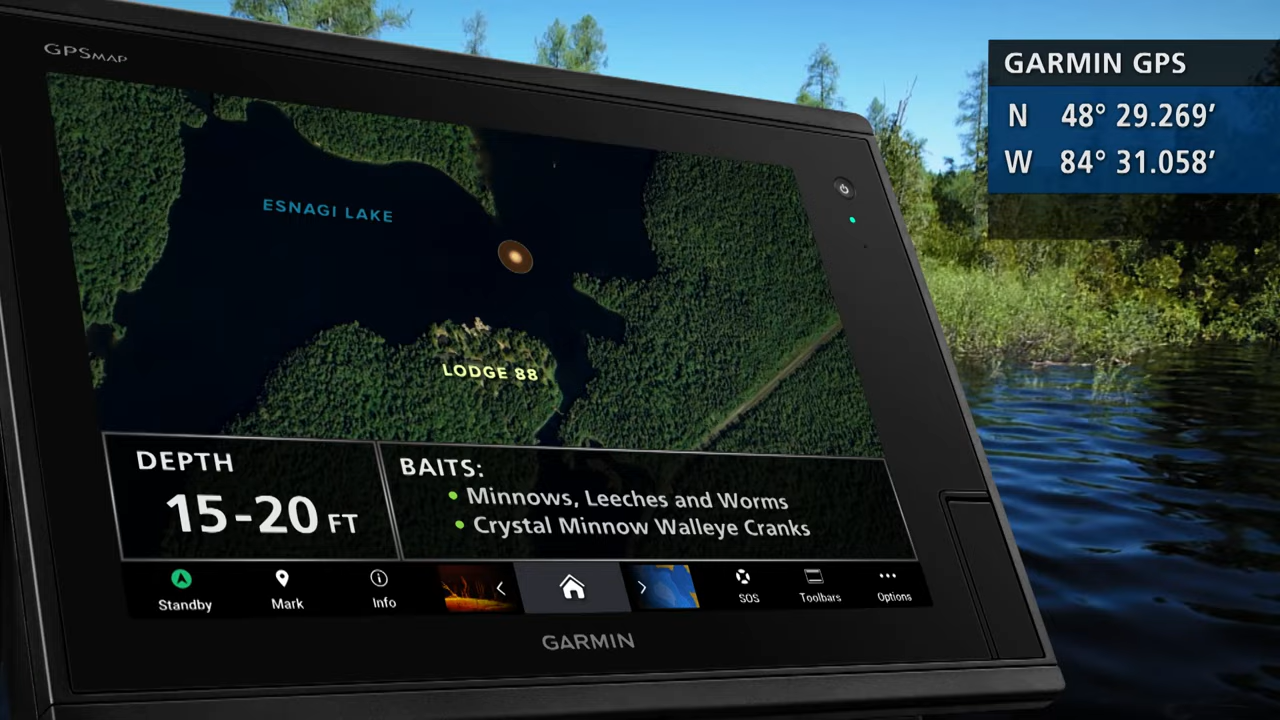 GPSMAP
GARMIN GPS
N 48° 29.269'
W 84° 31.058'
ESNAGI LAKE
LODGE 88
DEPTH
15-20 FT
BAITS:
• Minnows, Leeches and Worms
• Crystal Minnow Walleye Cranks
Standby
Mark
Info
SOS
Toolbars
Options
GARMIN